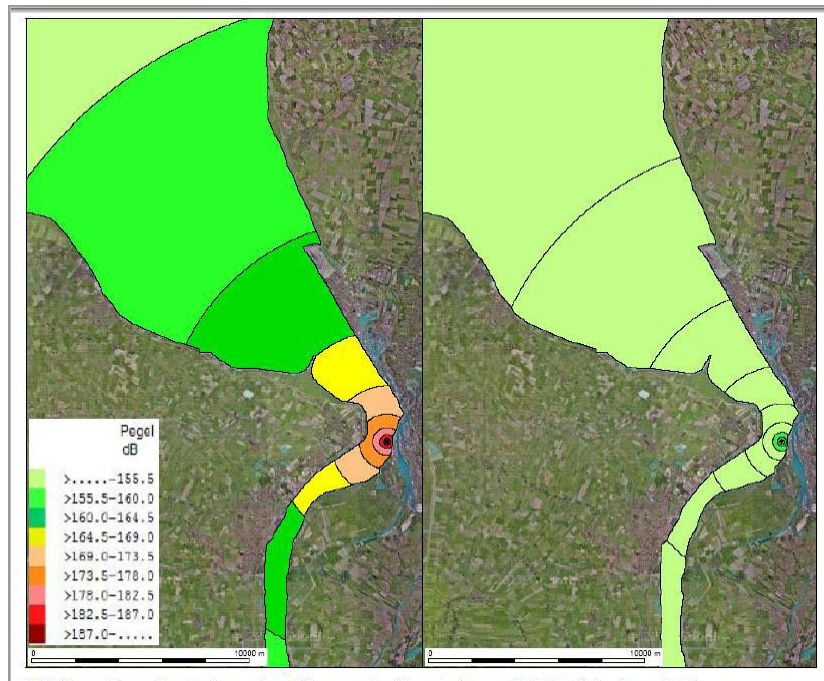 Pegel
dB
>.....-155.5
>155.5-160.0
>160.0-164.5
>164.5-169.0
>169.0-173.5
>173.5-178.0
>178.0-182.5
>182.5-187.0
>187.0-.....
0 10000 m
0 10000 m